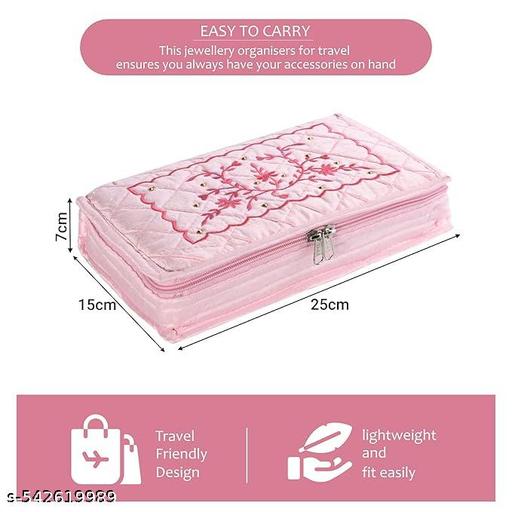 EASY TO CARRY
This jewellery organisers for travel
ensures you always have your accessories on hand
7cm
15cm
25cm
Travel
Friendly
Design
lightweight
and
fit easily
s-542619989